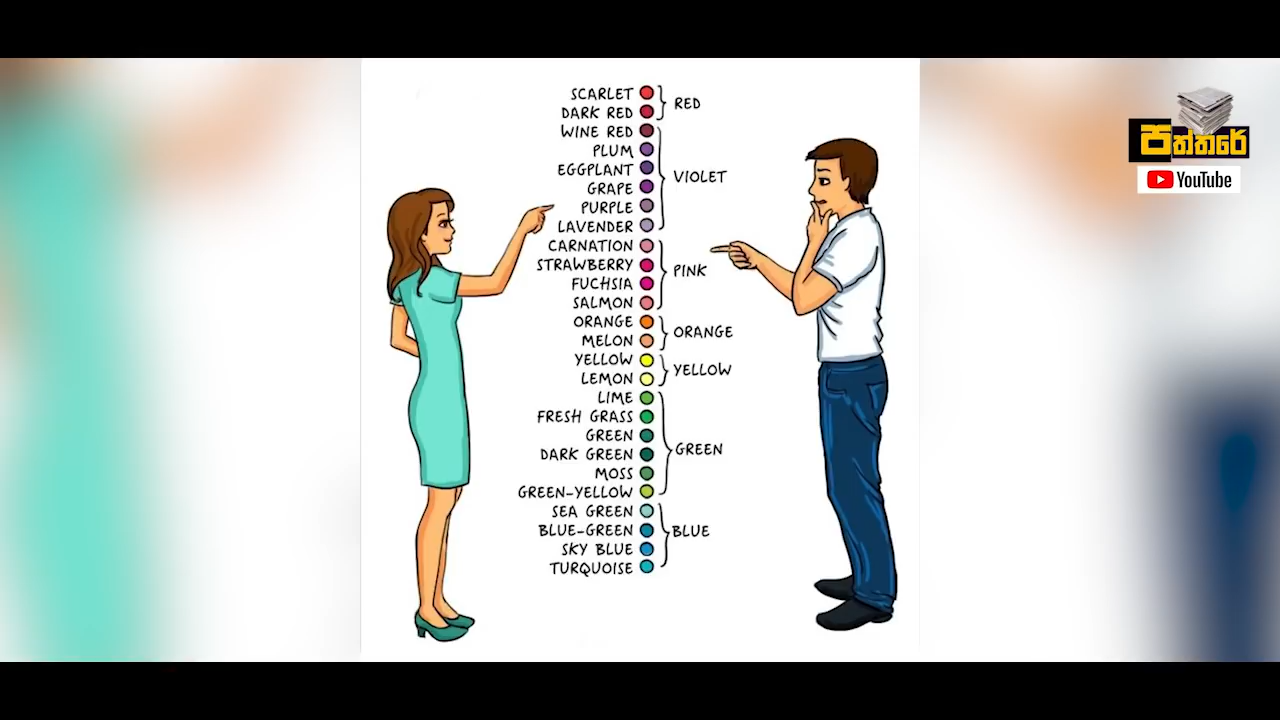 SCARLET
DARK RED
RED
WINE RED
PLUM
EGGPLANT
GRAPE
PURPLE
LAVENDER
VIOLET
CARNATION
STRAWBERRY
FUCHSIA
SALMON
PINK
ORANGE
MELON
ORANGE
YELLOW
LEMON
YELLOW
LIME
FRESH GRASS
GREEN
DARK GREEN
MOSS
GREEN-YELLOW
GREEN
SEA GREEN
BLUE-GREEN
SKY BLUE
TURQUOISE
BLUE
පත්තරේ
YouTube